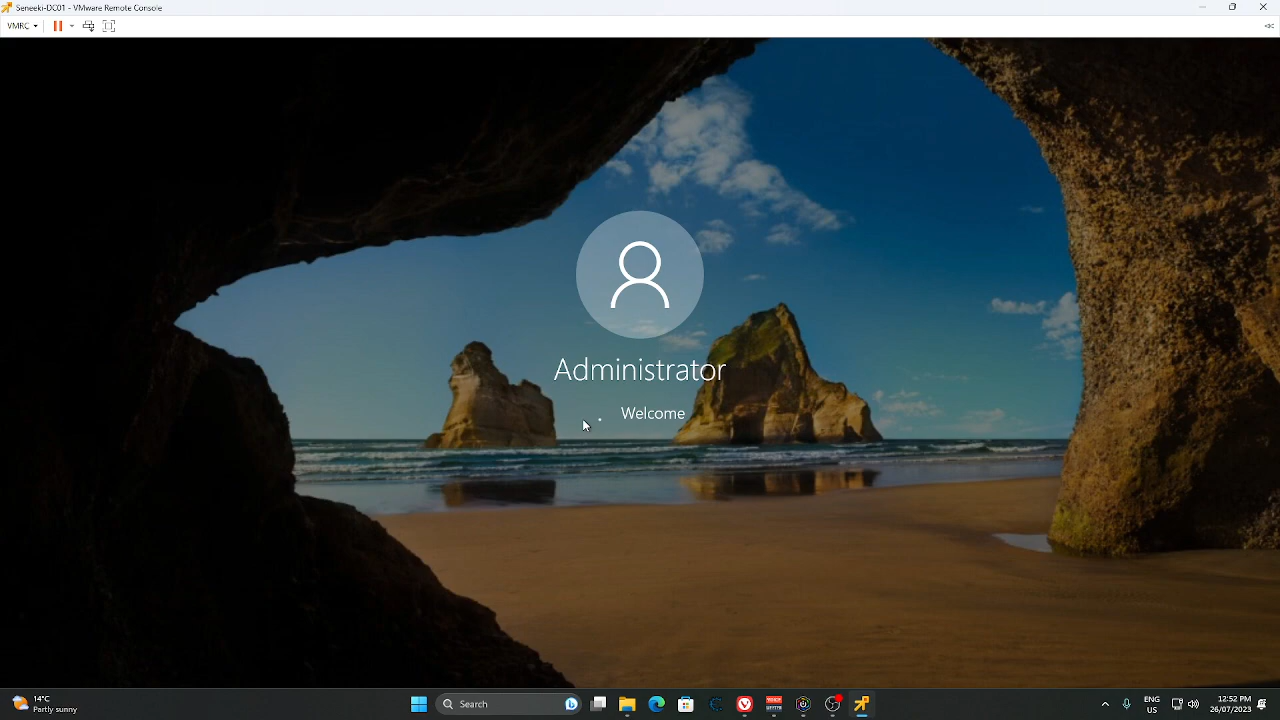 Seneeki-DC01 - VMware Remote Console
VMRC
Administrator
Welcome
14°C
Partly sunny
Search
ENG
US
12:52 PM
26/07/2023